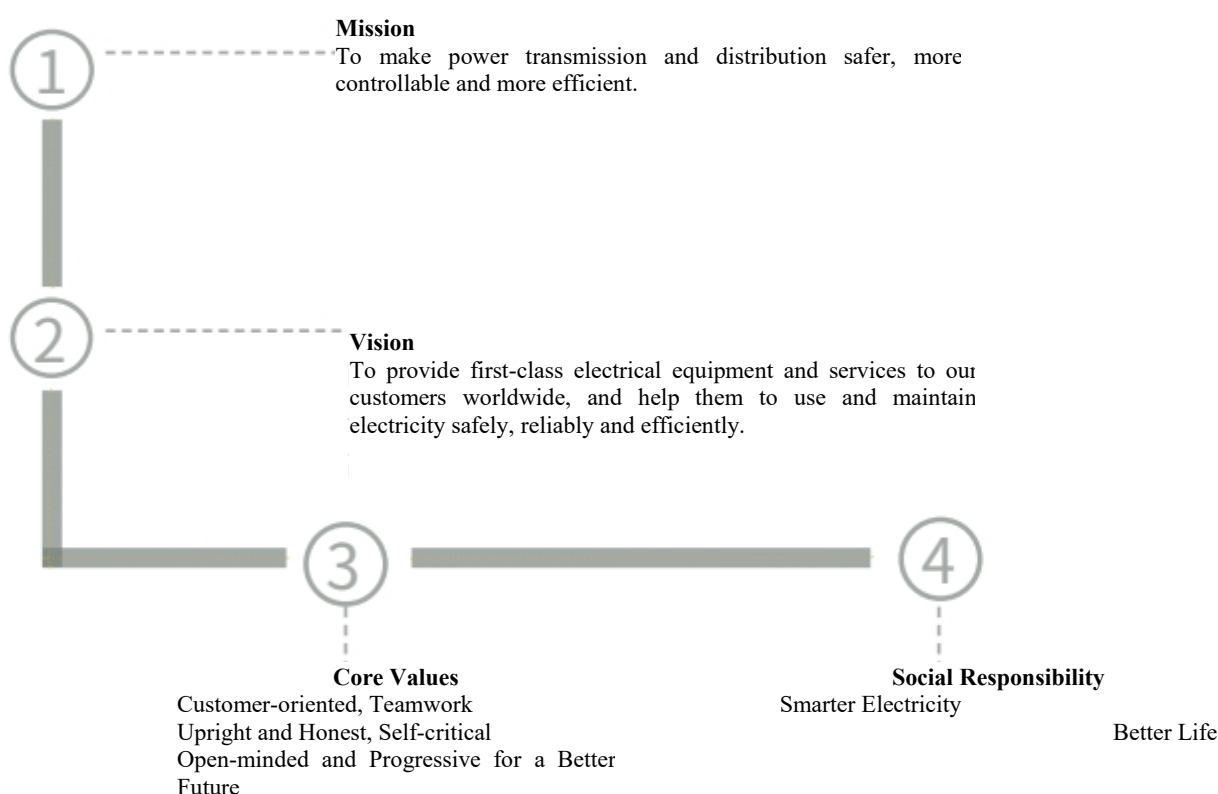 1
Mission
To make power transmission and distribution safer, more
controllable and more efficient.
2
Vision
To provide first-class electrical equipment and services to our
customers worldwide, and help them to use and maintain
electricity safely, reliably and efficiently.
3
4
Core Values
Customer-oriented, Teamwork
Upright and Honest, Self-critical
Open-minded and Progressive for a Better
Future
Social Responsibility
Smarter Electricity
Better Life